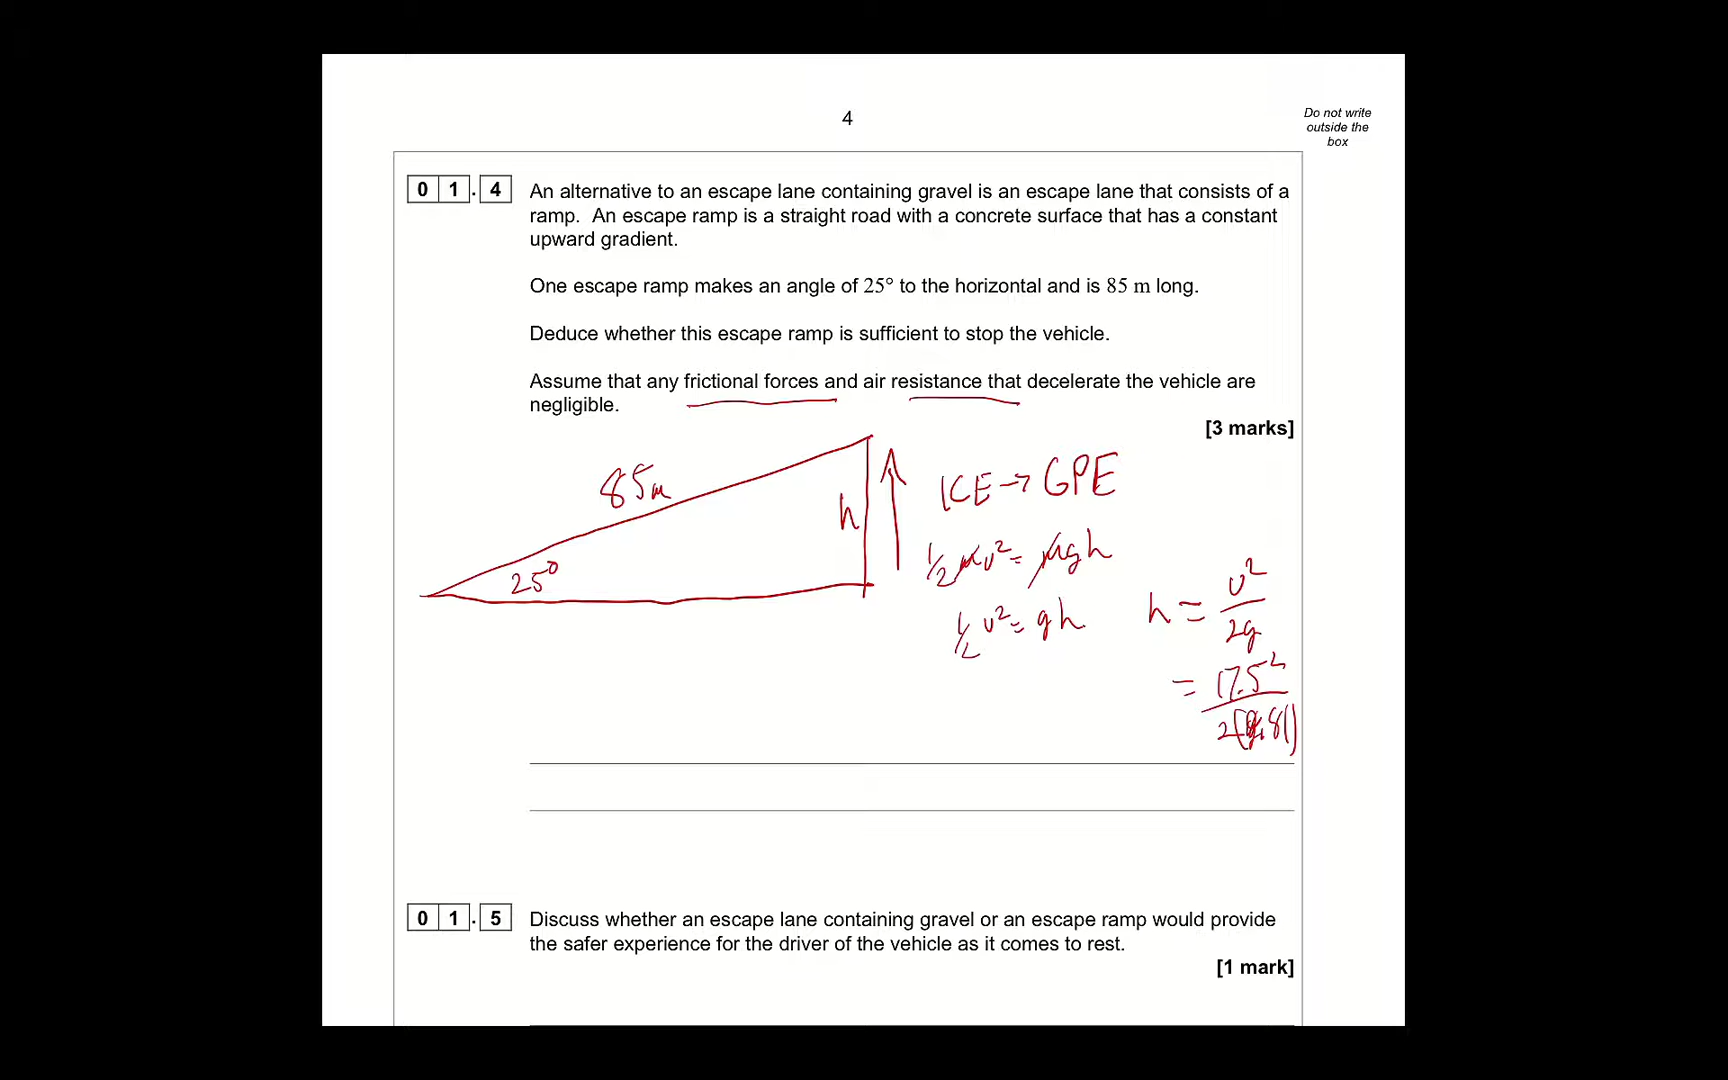 4
Do not write
outside the
box
0 1 . 4 An alternative to an escape lane containing gravel is an escape lane that consists of a
ramp. An escape ramp is a straight road with a concrete surface that has a constant
upward gradient.
One escape ramp makes an angle of 25° to the horizontal and is 85 m long.
Deduce whether this escape ramp is sufficient to stop the vehicle.
Assume that any frictional forces and air resistance that decelerate the vehicle are
negligible.
[3 marks]
85m
h
25°
KE → GPE
1/2 mv² = mgh
1/2 v² = gh
h = v²/2g
= 17.5²/2(9.81)
0 1 . 5 Discuss whether an escape lane containing gravel or an escape ramp would provide
the safer experience for the driver of the vehicle as it comes to rest.
[1 mark]